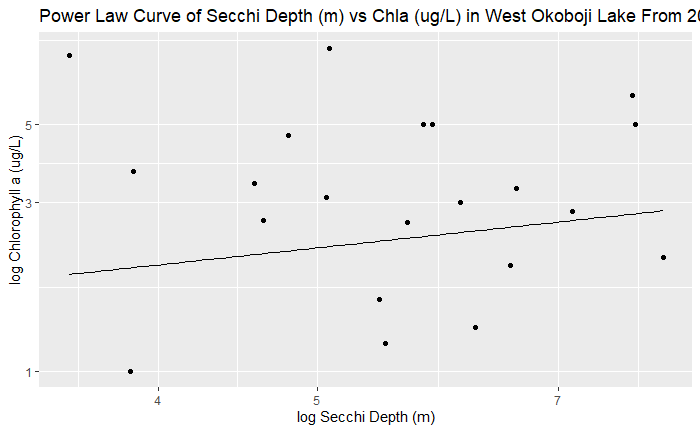 Power Law Curve of Secchi Depth (m) vs Chla (ug/L) in West Okoboji Lake From 20
log Chlorophyll a (ug/L)
5
3
1
4 5 7
log Secchi Depth (m)